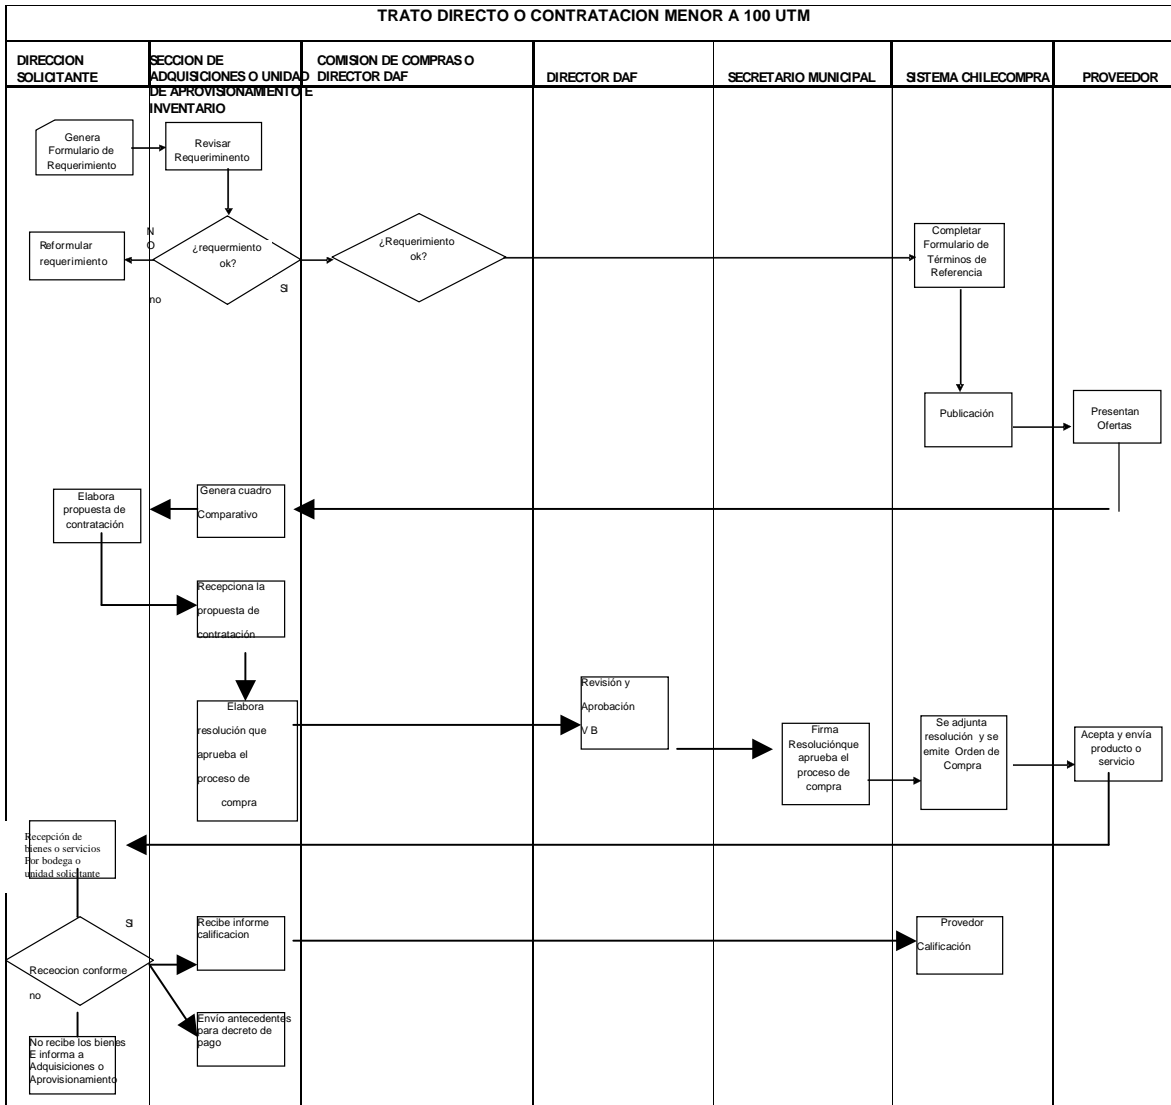 TRATO DIRECTO O CONTRATACION MENOR A 100 UTM
DIRECCION
SOLICITANTE
SECCION DE
ADQUISICIONES O UNIDAD
DE APROVISIONAMIENTO E
INVENTARIO
COMISION DE COMPRAS O
DIRECTOR DAF
DIRECTOR DAF
SECRETARIO MUNICIPAL
SISTEMA CHILECOMPRA
PROVEEDOR
Genera
Formulario de
Requerimiento
Revisar
Requeriminento
Reformular
requerimiento
N
O
no
¿requermiento
ok?
SI
¿Requerimiento
ok?
Completar
Formulario de
Términos de
Referencia
Publicación
Presentan
Ofertas
Elabora
propuesta de
contratación
Genera cuadro
Comparativo
Recepciona la
propuesta de
contratación
Elabora
resolución que
aprueba el
proceso de
compra
Revisión y
Aprobación
V B
Firma
Resoluciónque
aprueba el
proceso de
compra
Se adjunta
resolución y se
emite Orden de
Compra
Acepta y envía
producto o
servicio
Recepción de
bienes o servicios
Por bodega o
unidad solicitante
SI
Receocion conforme
no
Recibe informe
calificacion
Provedor
Calificación
Envío antecedentes
para decreto de
pago
No recibe los bienes
E informa a
Adquisiciones o
Aprovisionamiento